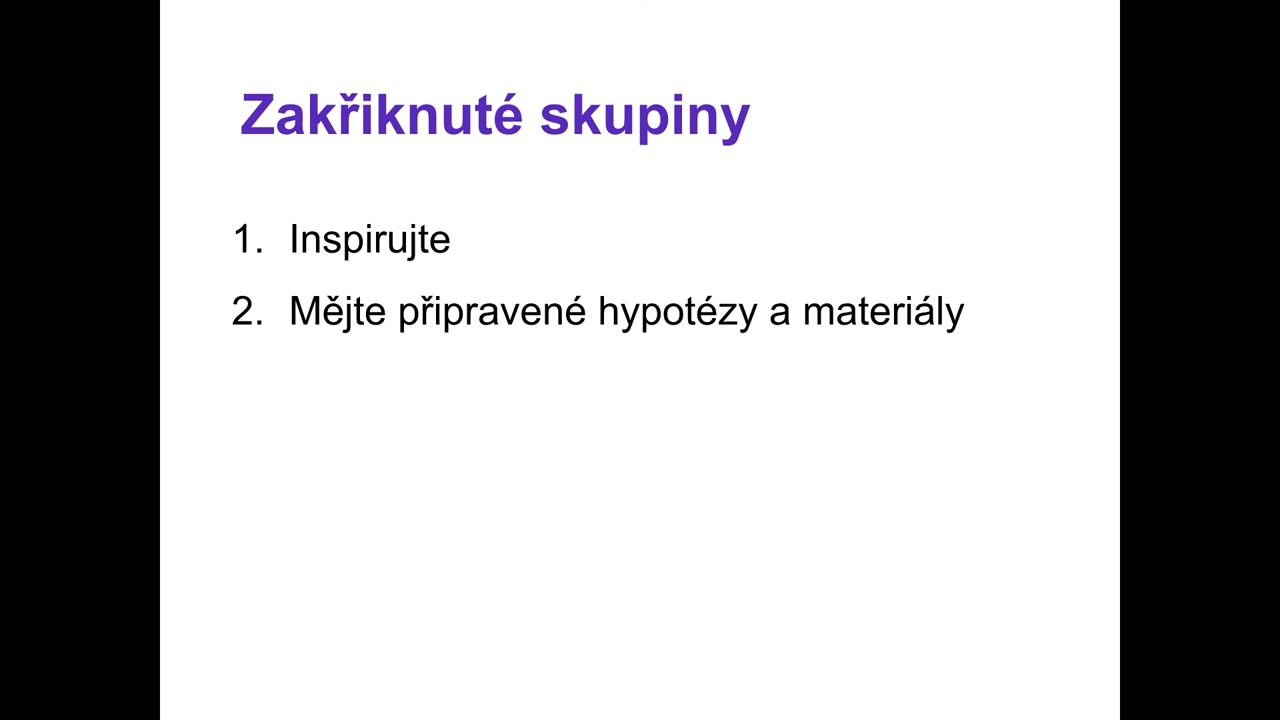 Zakřiknuté skupiny
1. Inspirujte
2. Mějte připravené hypotézy a materiály